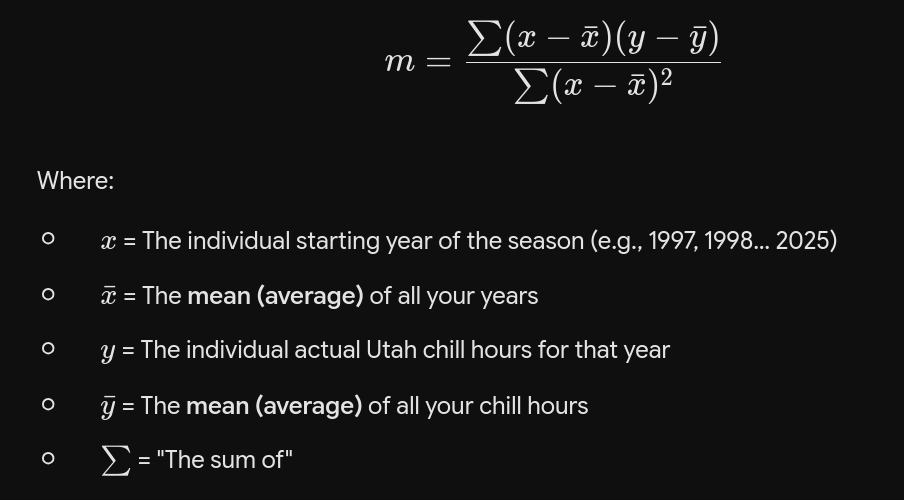 m = ∑(x − x̄)(y − ȳ) / ∑(x − x̄)²
Where:
x = The individual starting year of the season (e.g., 1997, 1998... 2025)
x̄ = The mean (average) of all your years
y = The individual actual Utah chill hours for that year
ȳ = The mean (average) of all your chill hours
∑ = "The sum of"